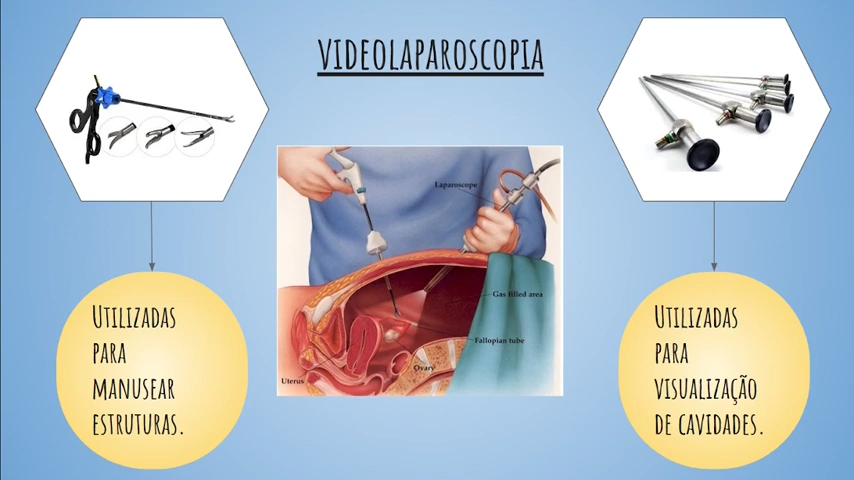 VIDEOLAPAROSCOPIA
Laparoscope
Gas filled area
Fallopian tube
Ovary
Uterus
UTILIZADAS
PARA
MANUSEAR
ESTRUTURAS.
UTILIZADAS
PARA
VISUALIZAÇÃO
DE CAVIDADES.